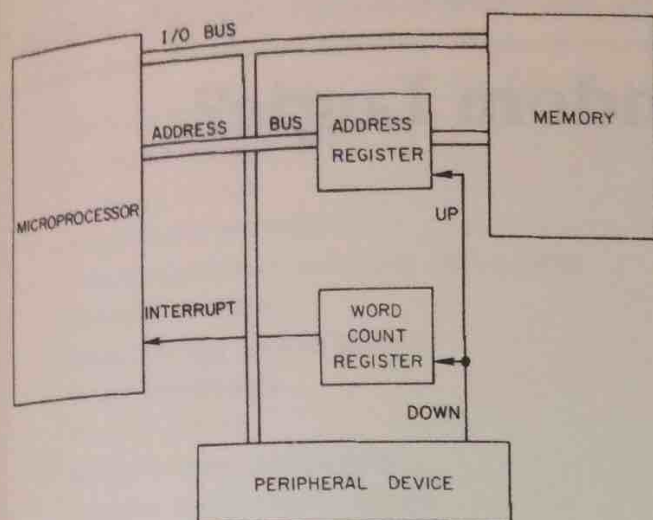 I/O BUS
MICROPROCESSOR
ADDRESS BUS
ADDRESS
REGISTER
MEMORY
UP
INTERRUPT
WORD
COUNT
REGISTER
DOWN
PERIPHERAL DEVICE